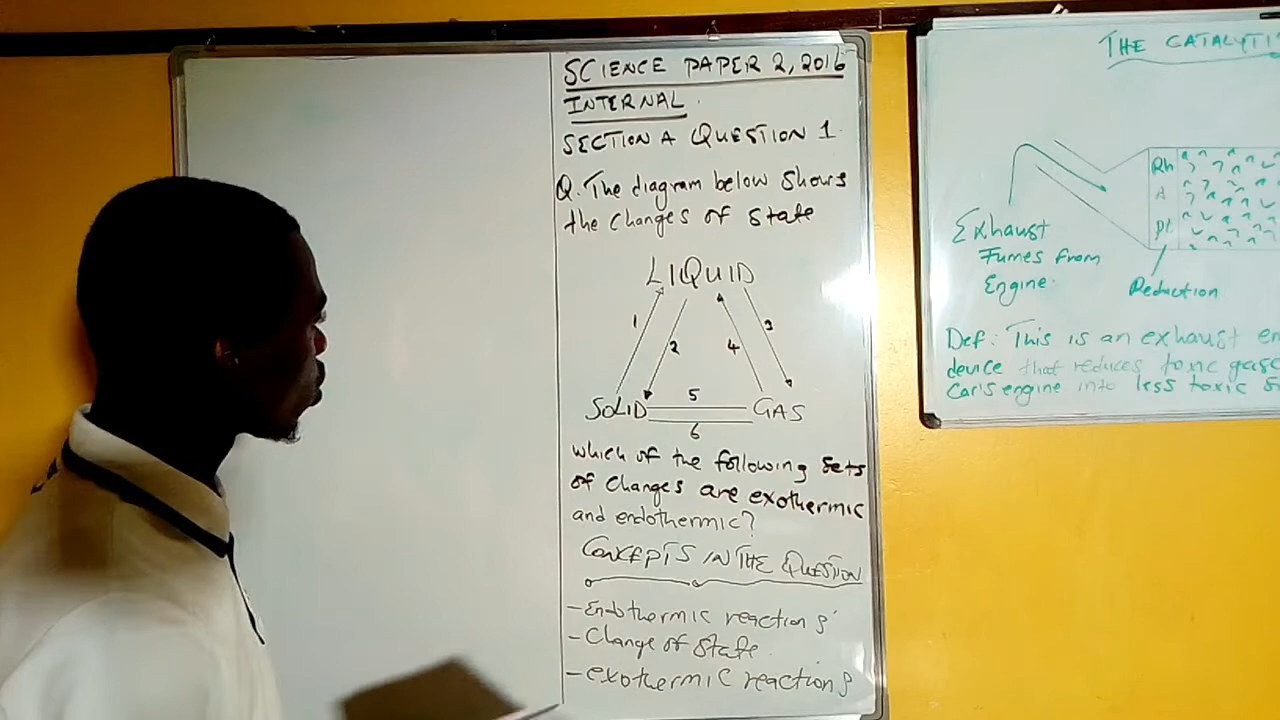 SCIENCE PAPER 2, 2016
INTERNAL
SECTION A QUESTION 1.
Q. The diagram below shows
the changes of state
LIQUID
1
2
4
3
SOLID
5
GAS
6
which of the following sets
of changes are exothermic
and endothermic?
CONCEPTS IN THE QUESTION
- Endothermic reactions
- Change of state.
- exothermic reactions
THE CATALYTI
Rh
Pt
Exhaust
Fumes from
Engine.
Reduction
Def: This is an exhaust
device that reduces toxic
Car's engine into less toxic